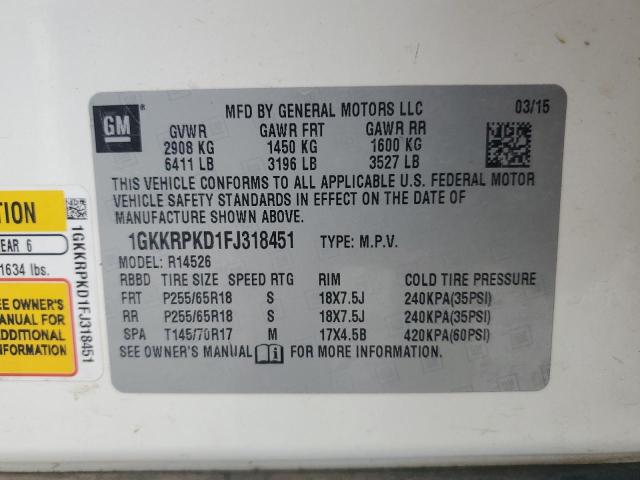 GM
MFD BY GENERAL MOTORS LLC 03/15
GVWR GAWR FRT GAWR RR
2908 KG 1450 KG 1600 KG
6411 LB 3196 LB 3527 LB
THIS VEHICLE CONFORMS TO ALL APPLICABLE U.S. FEDERAL MOTOR
VEHICLE SAFETY STANDARDS IN EFFECT ON THE DATE OF
MANUFACTURE SHOWN ABOVE.
1GKKRPKD1FJ318451 TYPE: M.P.V.
MODEL: R14526
RBBD TIRE SIZE SPEED RTG RIM COLD TIRE PRESSURE
FRT P255/65R18 S 18X7.5J 240KPA(35PSI)
RR P255/65R18 S 18X7.5J 240KPA(35PSI)
SPA T145/70R17 M 17X4.5B 420KPA(60PSI)
SEE OWNER'S MANUAL FOR MORE INFORMATION
TION
EAR 6
1634 lbs.
EE OWNER'S
ANUAL FOR
ADDITIONAL
INFORMATION
1GKKRPKD1FJ318451